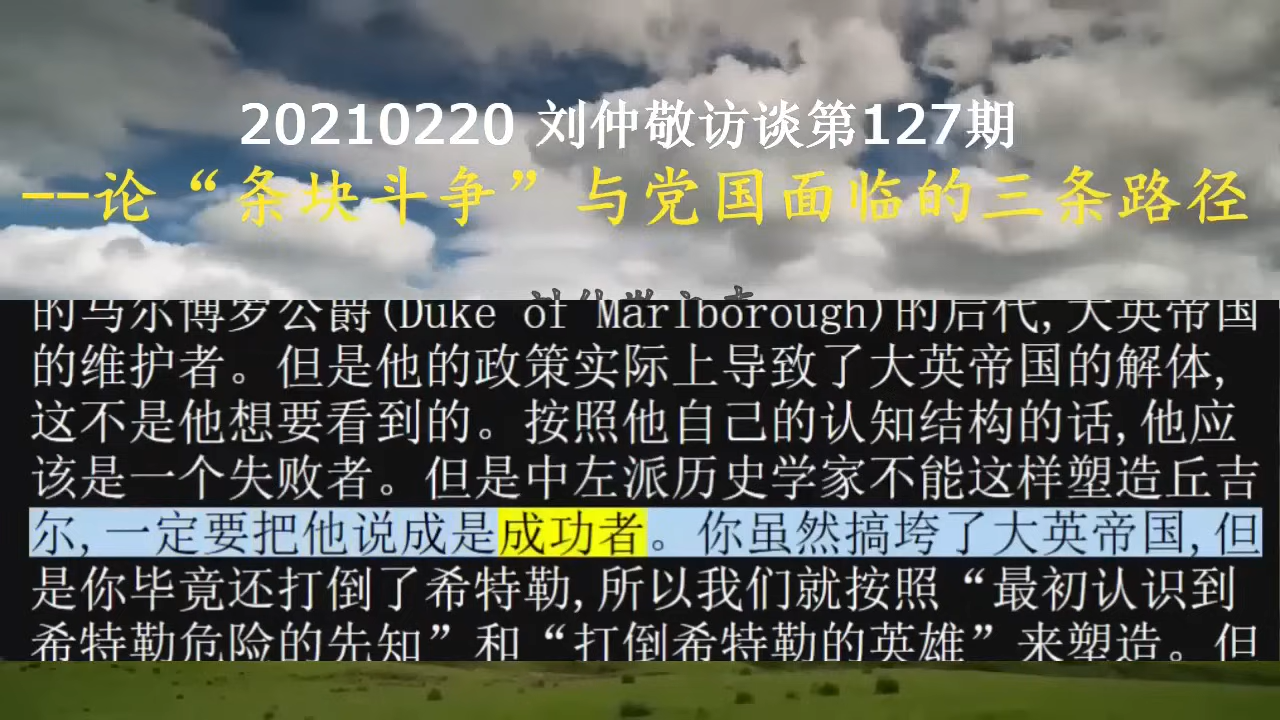 20210220 刘仲敬访谈第127期
--论“条块斗争”与党国面临的三条路径
的马尔博罗公爵(Duke of Marlborough)的后代,大英帝国
的维护者。但是他的政策实际上导致了大英帝国的解体,
这不是他想要看到的。按照他自己的认知结构的话,他应
该是一个失败者。但是中左派历史学家不能这样塑造丘吉
尔,一定要把他说成是成功者。你虽然搞垮了大英帝国,但
是你毕竟还打倒了希特勒,所以我们就按照“最初认识到
希特勒危险的先知”和“打倒希特勒的英雄”来塑造。但